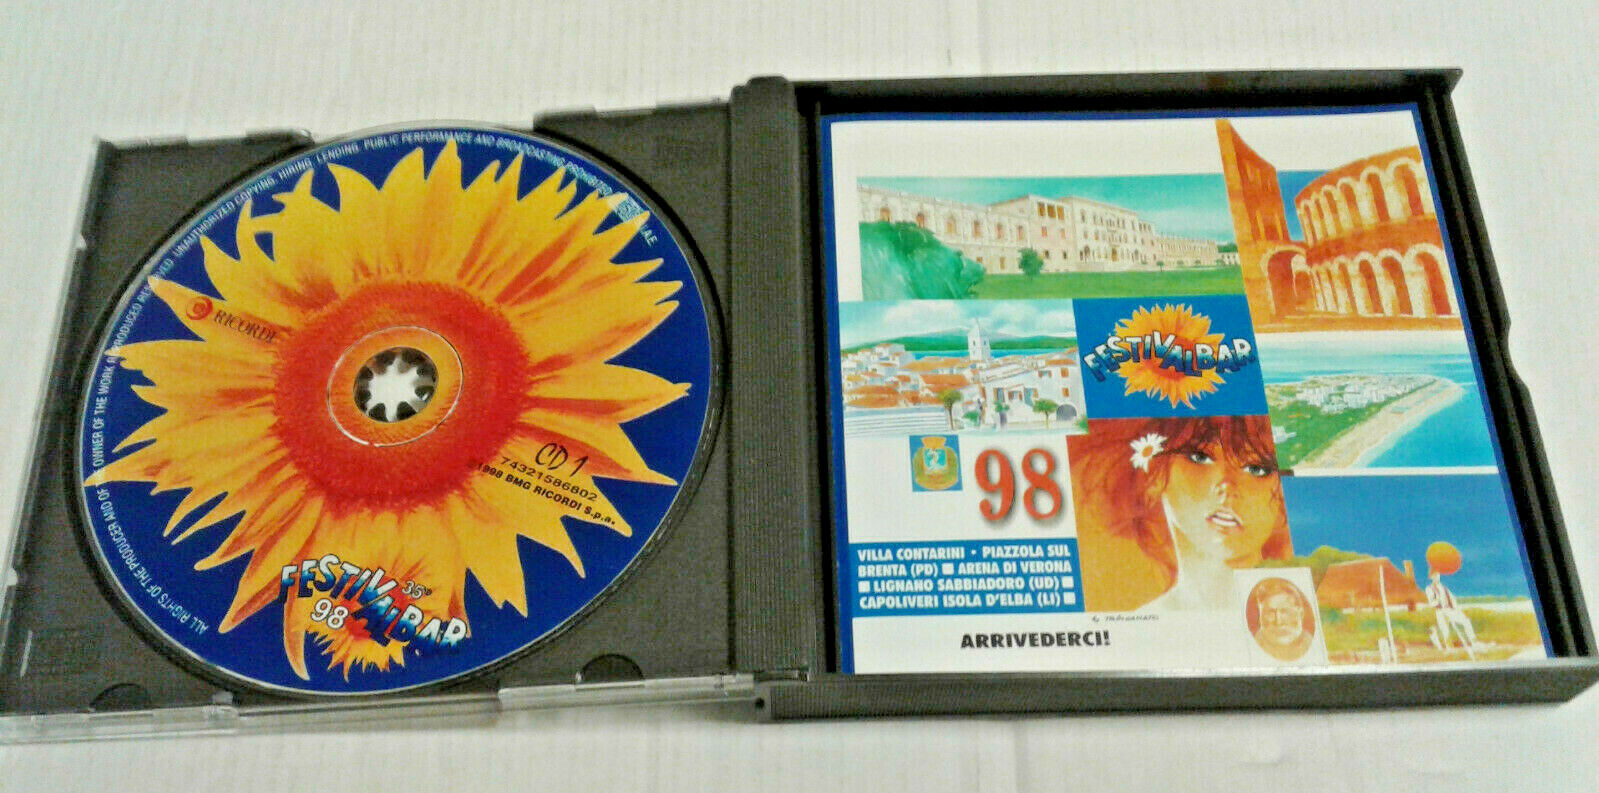 ALL RIGHTS OF THE PRODUCER AND OF THE OWNER OF THE WORK REPRODUCED RESERVED. UNAUTHORIZED COPYING, HIRING, LENDING, PUBLIC PERFORMANCE AND BROADCASTING PROHIBITED
RICORDI
CD 1
74321586802
1998 BMG RICORDI S.p.a.
35°
FESTIVALBAR
98
FESTIVALBAR
98
VILLA CONTARINI • PIAZZOLA SUL
BRENTA (PD) ■ ARENA DI VERONA
■ LIGNANO SABBIADORO (UD) ■
CAPOLIVERI ISOLA D'ELBA (LI) ■
ARRIVEDERCI!